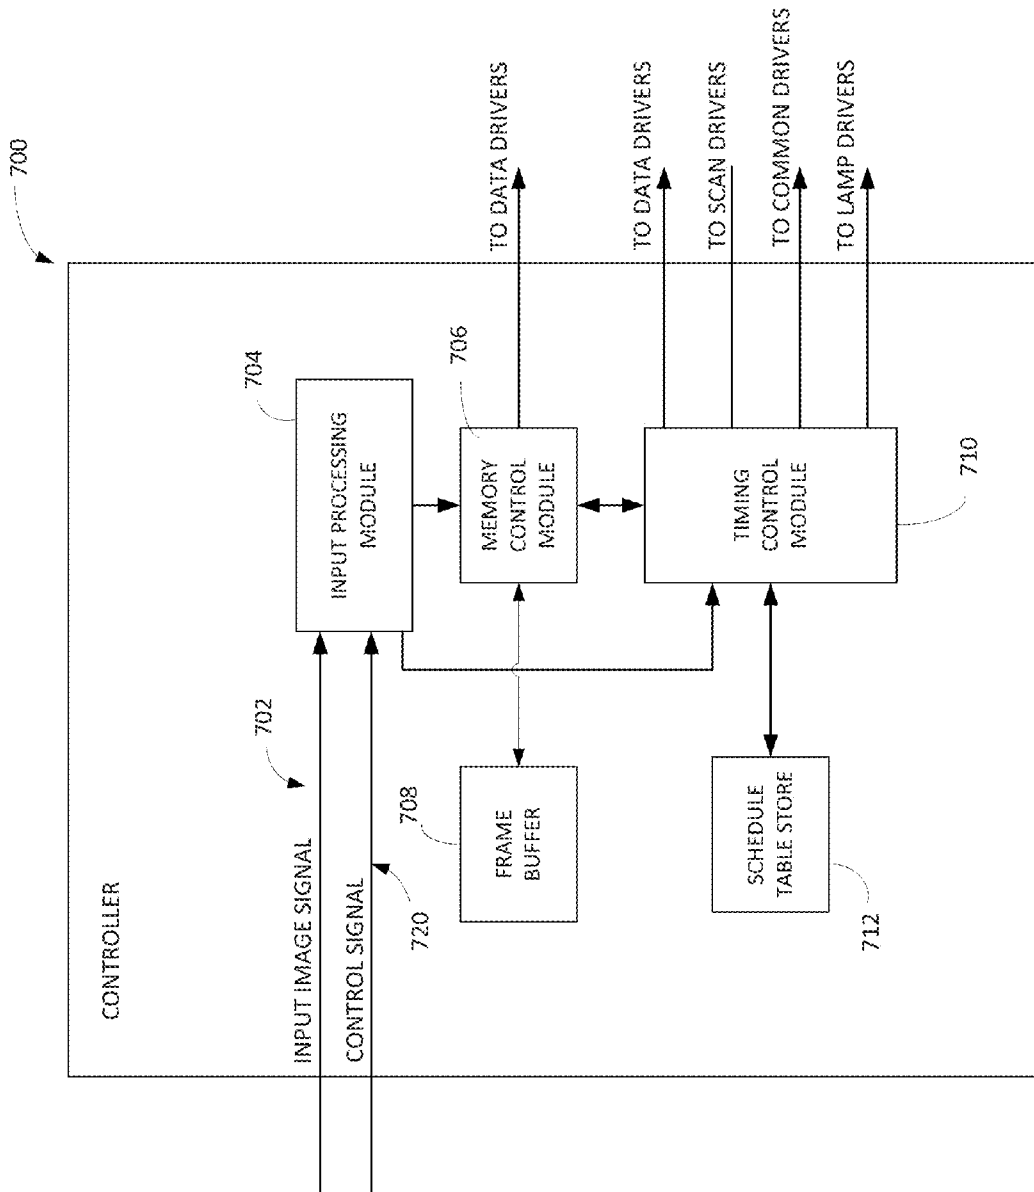 700
CONTROLLER
INPUT IMAGE SIGNAL
702
CONTROL SIGNAL
720
704
INPUT PROCESSING
MODULE
706
MEMORY
CONTROL
MODULE
TO DATA DRIVERS
708
FRAME
BUFFER
TIMING
CONTROL
MODULE
710
TO DATA DRIVERS
TO SCAN DRIVERS
TO COMMON DRIVERS
TO LAMP DRIVERS
SCHEDULE
TABLE STORE
712